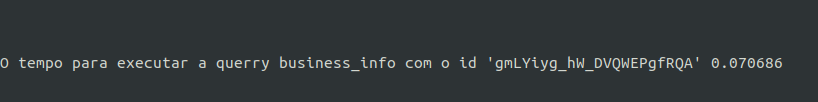 O tempo para executar a querry business_info com o id 'gmLYiyg_hW_DVQWEPgfRQA' 0.070686